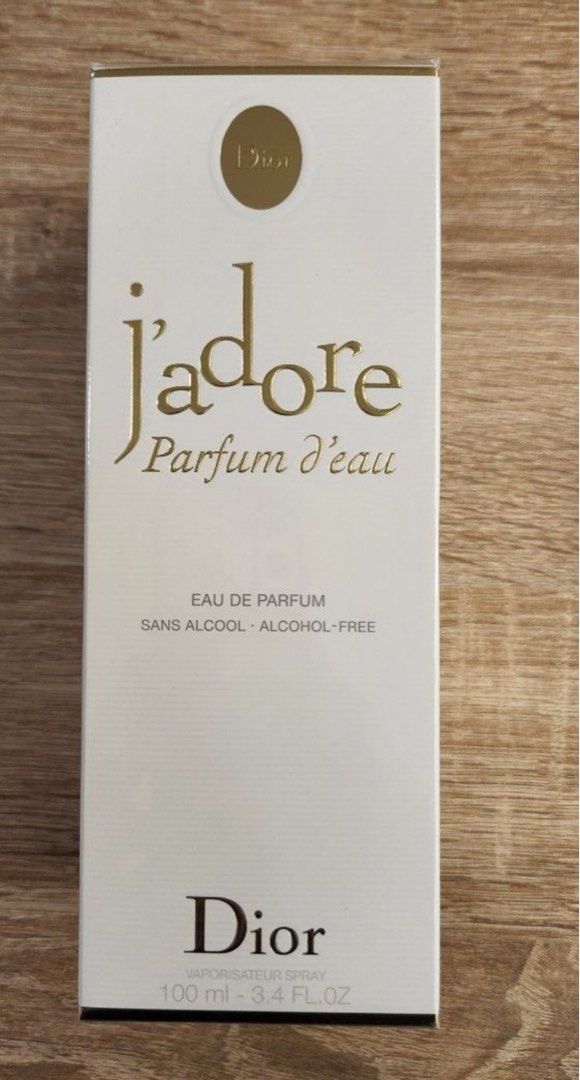 Dior
j'adore
Parfum d'eau
EAU DE PARFUM
SANS ALCOOL · ALCOHOL-FREE
Dior
VAPORISATEUR SPRAY
100 ml - 3.4 FL.OZ